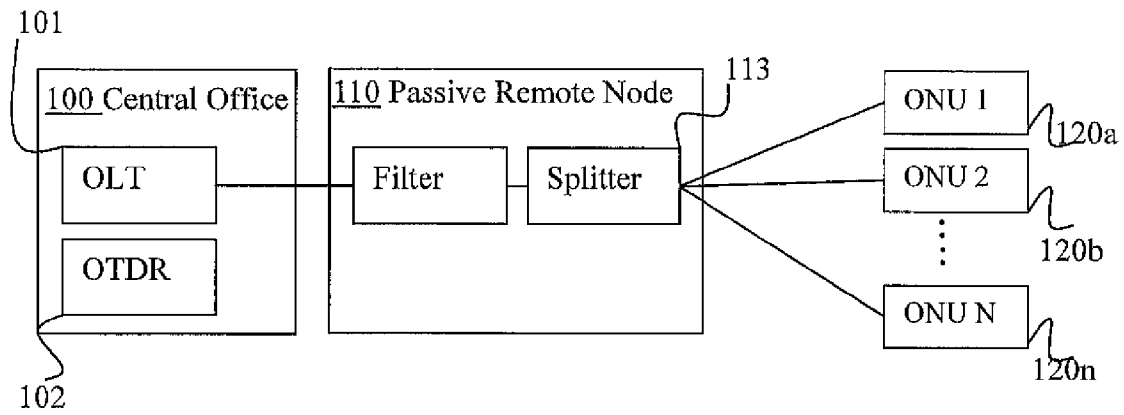 101
100 Central Office
OLT
OTDR
102
110 Passive Remote Node
Filter
Splitter
113
ONU 1
120a
ONU 2
120b
ONU N
120n